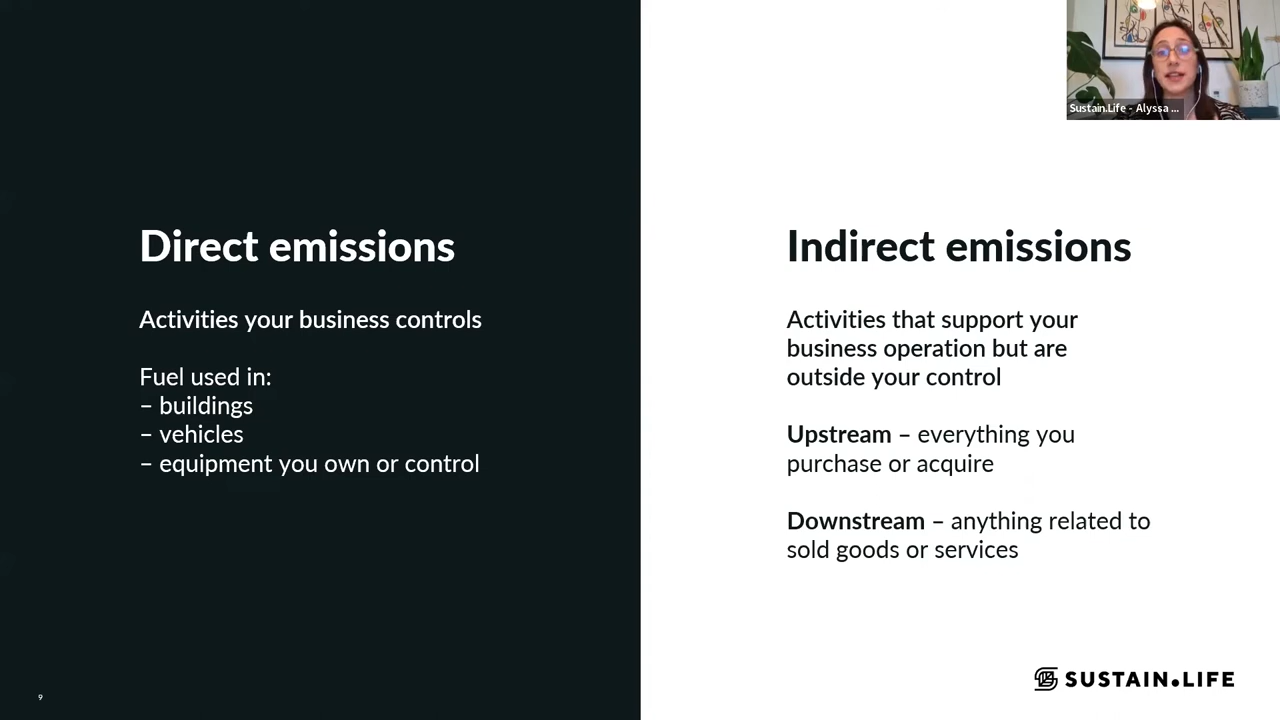 Direct emissions
Activities your business controls
Fuel used in:
– buildings
– vehicles
– equipment you own or control
Indirect emissions
Activities that support your
business operation but are
outside your control
Upstream – everything you
purchase or acquire
Downstream – anything related to
sold goods or services
Sustain.Life - Alyssa ...
9
SUSTAIN.LIFE